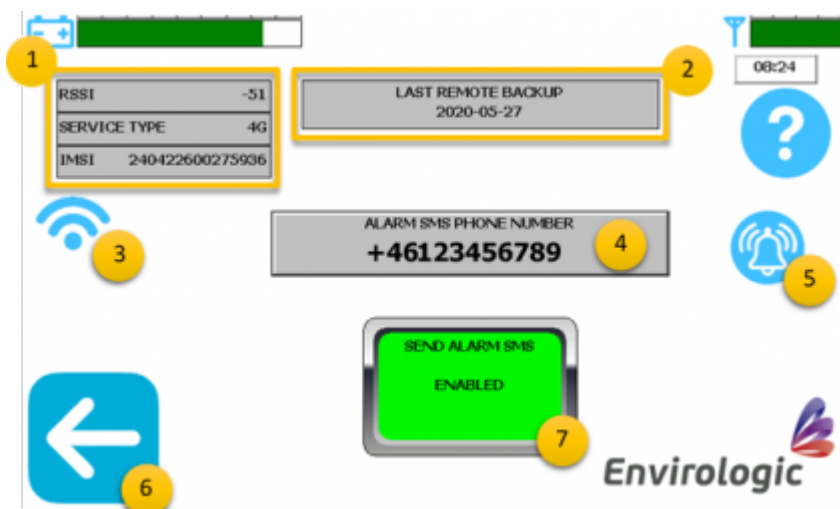 - +
1
RSSI -51
SERVICE TYPE 4G
IMSI 240422600275936
LAST REMOTE BACKUP
2020-05-27
2
08:24
?
3
ALARM SMS PHONE NUMBER
+46123456789
4
5
SEND ALARM SMS
ENABLED
7
6
Envirologic